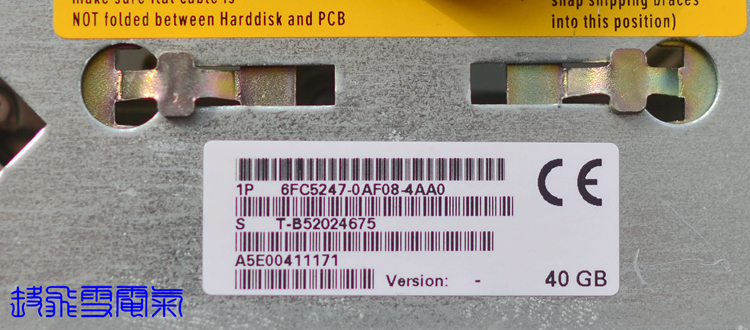 make sure flat cable is
NOT folded between Harddisk and PCB
snap shipping braces
into this position)
1P 6FC5247-0AF08-4AA0
S T-B52024675
A5E00411171
Version: -
40 GB
CE
飛雪電氣